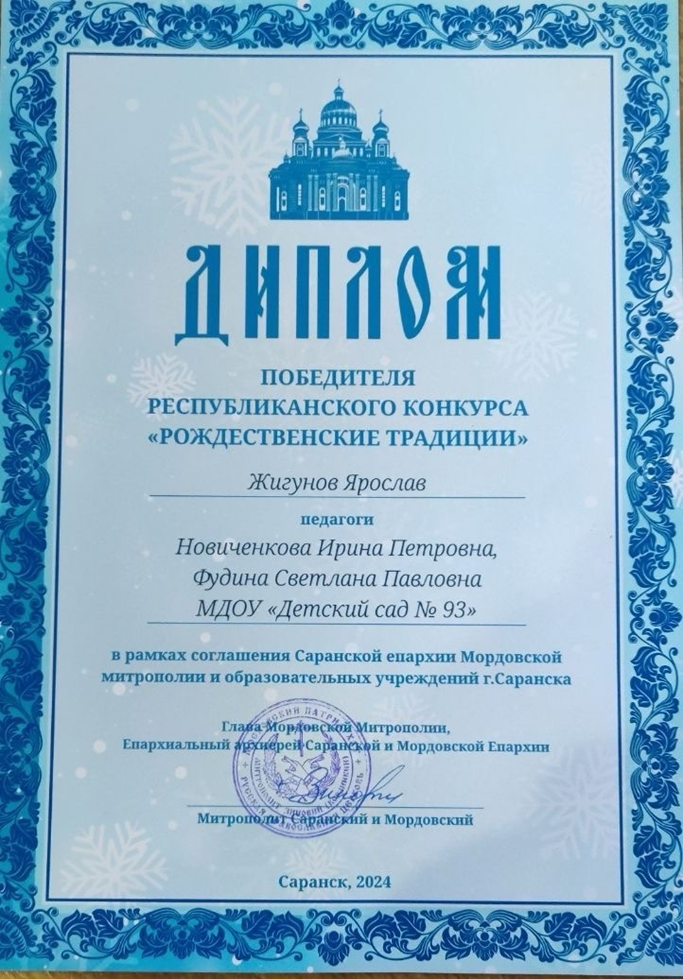 ДИПЛОМ
ПОБЕДИТЕЛЯ
РЕСПУБЛИКАНСКОГО КОНКУРСА
«РОЖДЕСТВЕНСКИЕ ТРАДИЦИИ»
Жигунов Ярослав
педагоги
Новиченкова Ирина Петровна,
Фудина Светлана Павловна
МДОУ «Детский сад № 93»
в рамках соглашения Саранской епархии Мордовской
митрополии и образовательных учреждений г.Саранска
Глава Мордовской Митрополии,
Епархиальный архиерей Саранской и Мордовской Епархии
Митрополит Саранский и Мордовский
Саранск, 2024